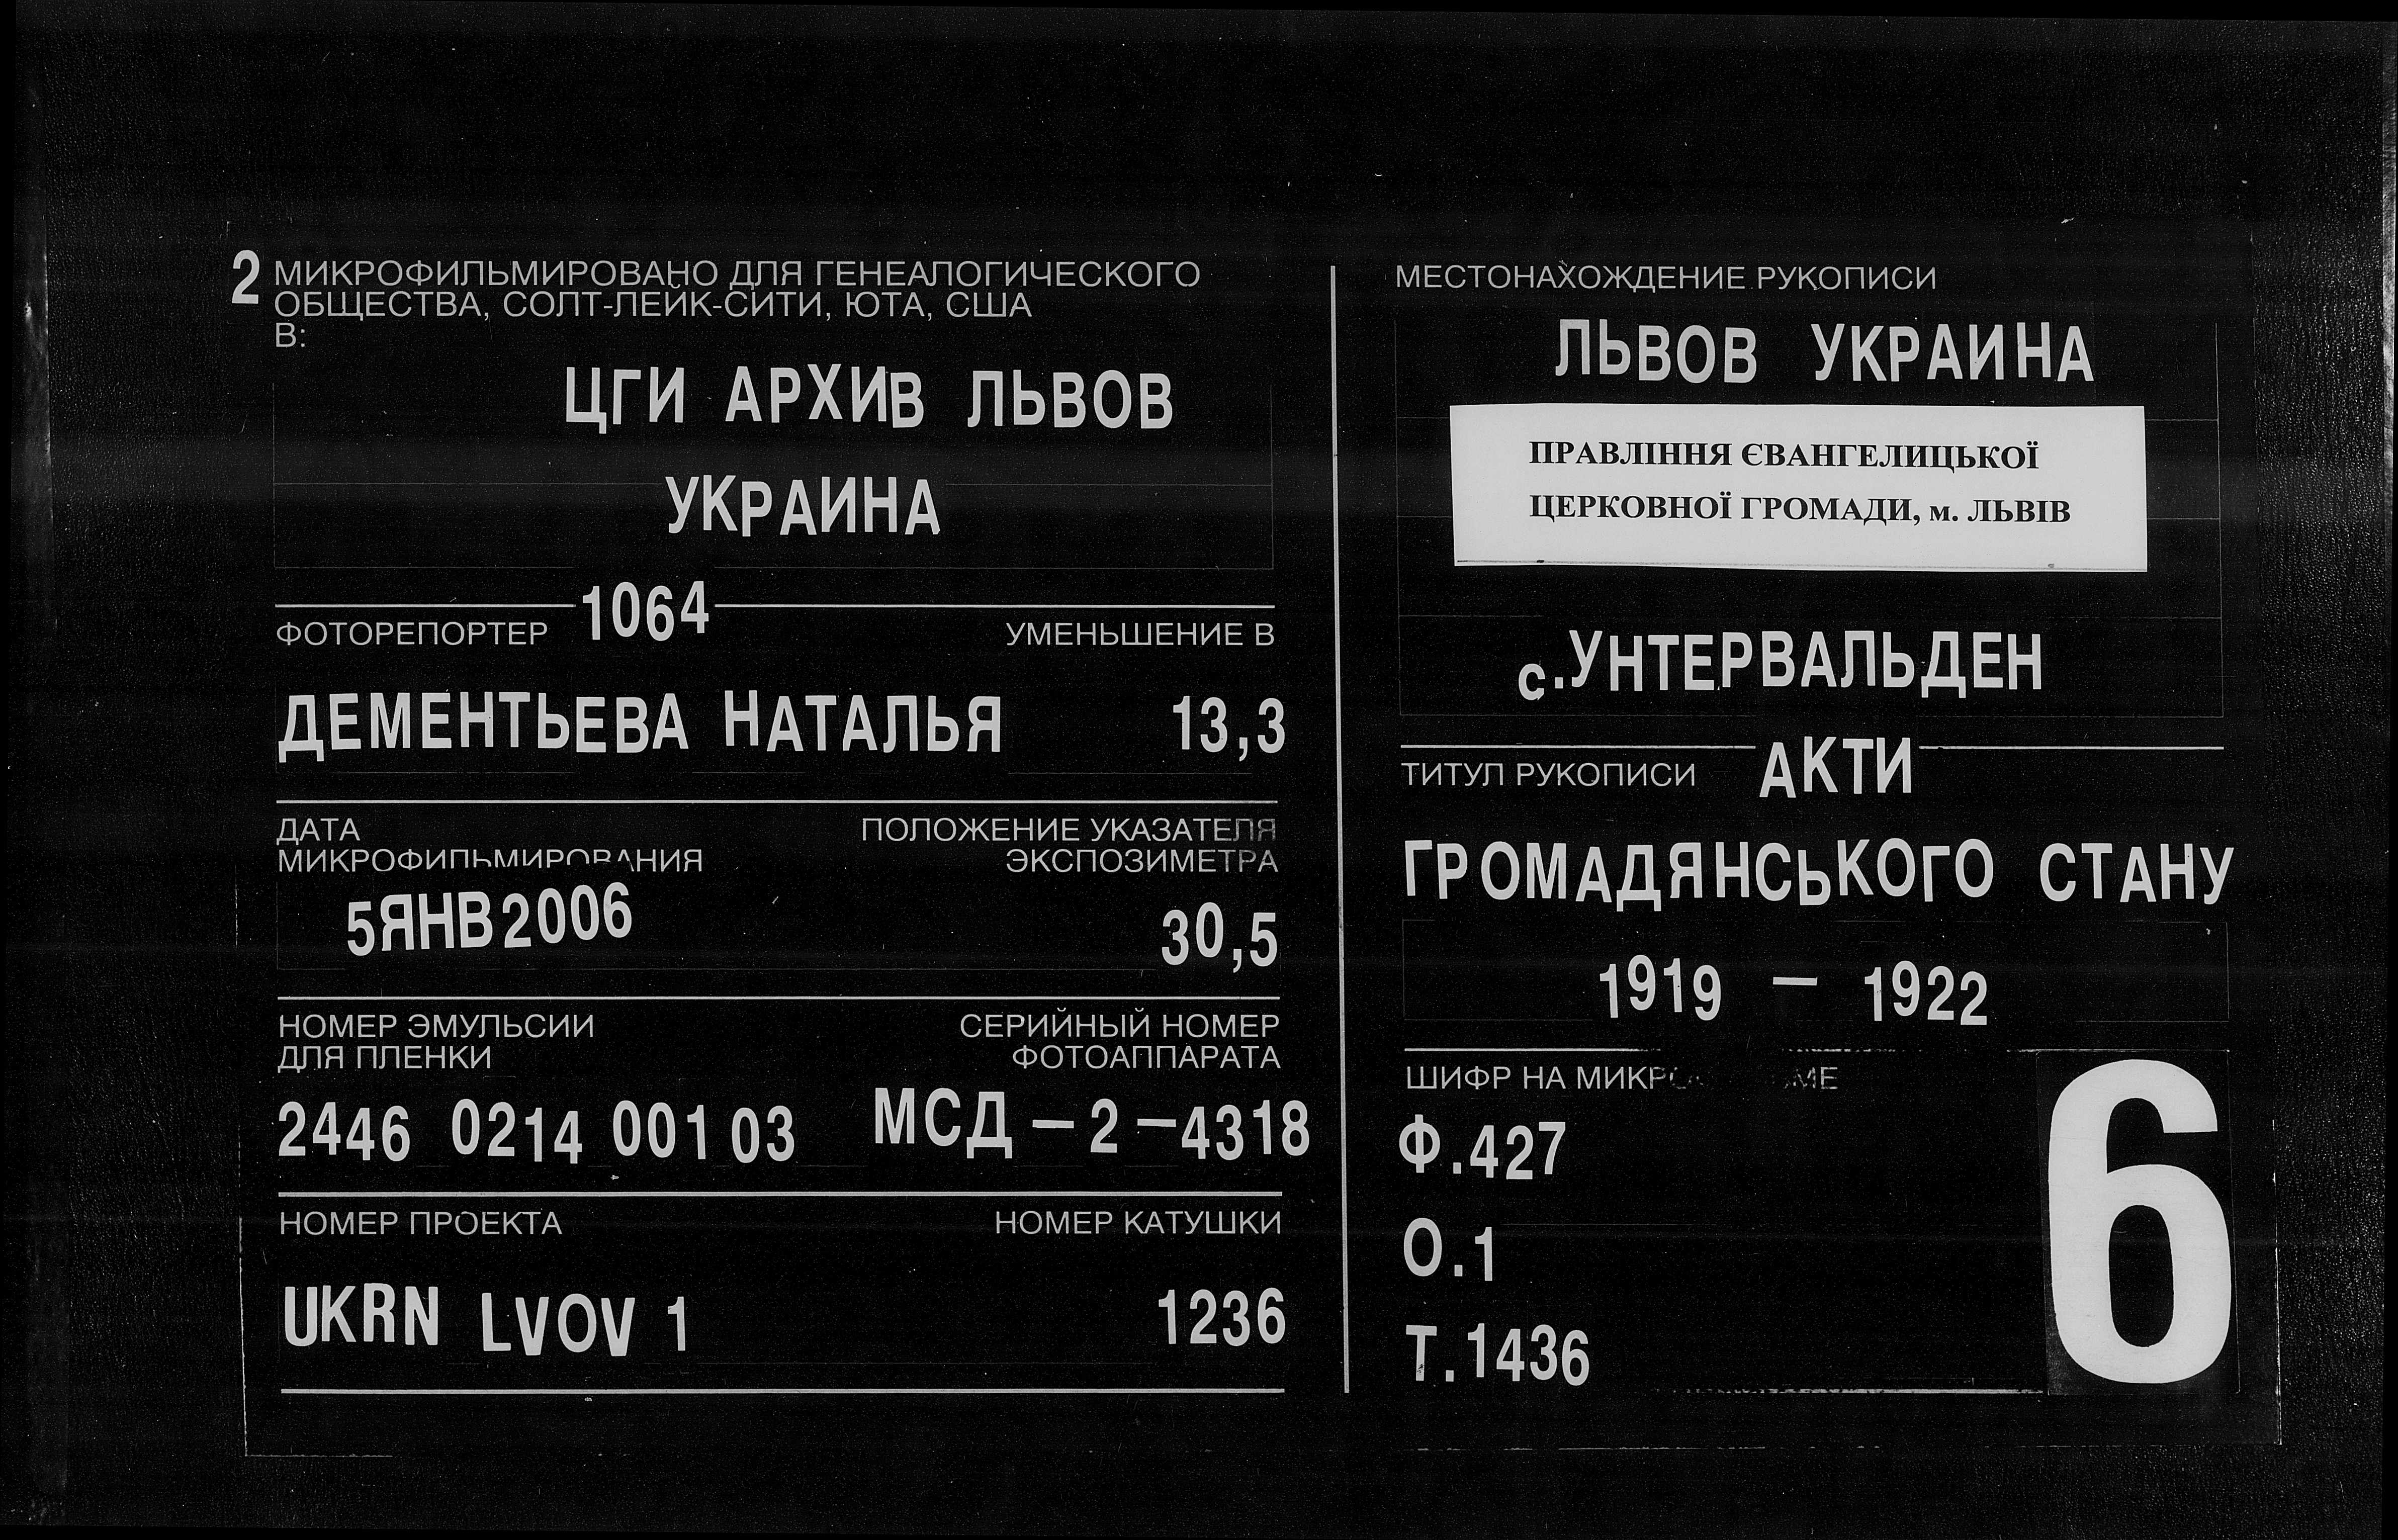 2 МИКРОФИЛЬМИРОВАНО ДЛЯ ГЕНЕАЛОГИЧЕСКОГО
ОБЩЕСТВА, СОЛТ-ЛЕЙК-СИТИ, ЮТА, США
В:
ЦГИ АРХИВ ЛЬВОВ
УКРАИНА
ФОТОРЕПОРТЕР 1064 УМЕНЬШЕНИЕ В
ДЕМЕНТЬЕВА НАТАЛЬЯ 13,3
ДАТА ПОЛОЖЕНИЕ УКАЗАТЕЛЯ
МИКРОФИЛЬМИРОВАНИЯ ЭКСПОЗИМЕТРА
5ЯНВ2006 30,5
НОМЕР ЭМУЛЬСИИ СЕРИЙНЫЙ НОМЕР
ДЛЯ ПЛЕНКИ ФОТОАППАРАТА
2446 0214 001 03 МСД – 2 – 4318
НОМЕР ПРОЕКТА НОМЕР КАТУШКИ
UKRN LVOV 1 1236
МЕСТОНАХОЖДЕНИЕ РУКОПИСИ
ЛЬВОВ УКРАИНА
ПРАВЛІННЯ ЄВАНГЕЛИЦЬКОЇ
ЦЕРКОВНОЇ ГРОМАДИ, м. ЛЬВІВ
с.УНТЕРВАЛЬДЕН
ТИТУЛ РУКОПИСИ АКТИ
ГРОМАДЯНСЬКОГО СТАНУ
1919 – 1922
ШИФР НА
Ф.427
О.1
Т.1436
6